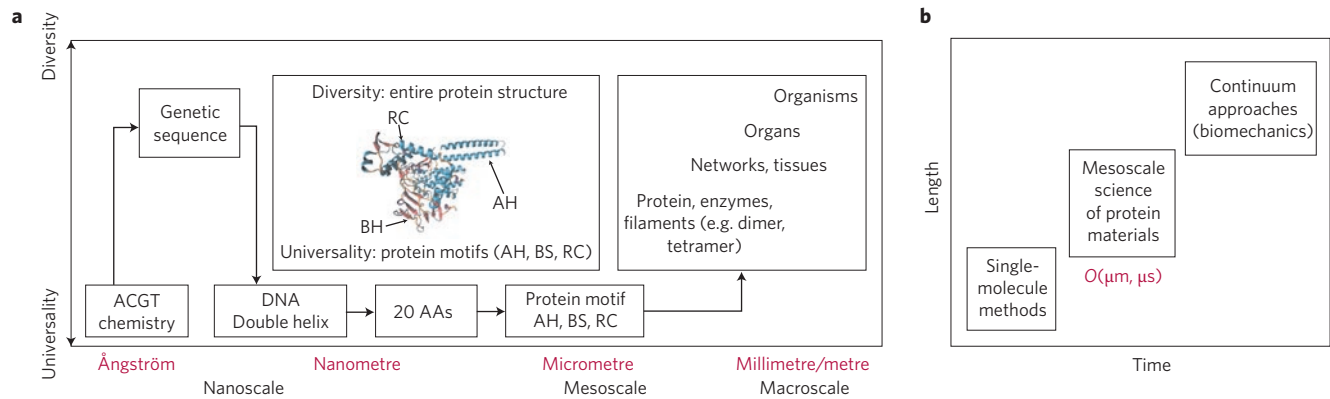 a
Diversity
Universality
Genetic
sequence
ACGT
chemistry
DNA
Double helix
20 AAs
Protein motif
AH, BS, RC
Diversity: entire protein structure
RC
AH
BH
Universality: protein motifs (AH, BS, RC)
Organisms
Organs
Networks, tissues
Protein, enzymes,
filaments (e.g. dimer,
tetramer)
Ångström
Nanometre
Micrometre
Millimetre/metre
Nanoscale
Mesoscale
Macroscale
b
Length
Continuum
approaches
(biomechanics)
Mesoscale
science
of protein
materials
O(μm, μs)
Single-
molecule
methods
Time